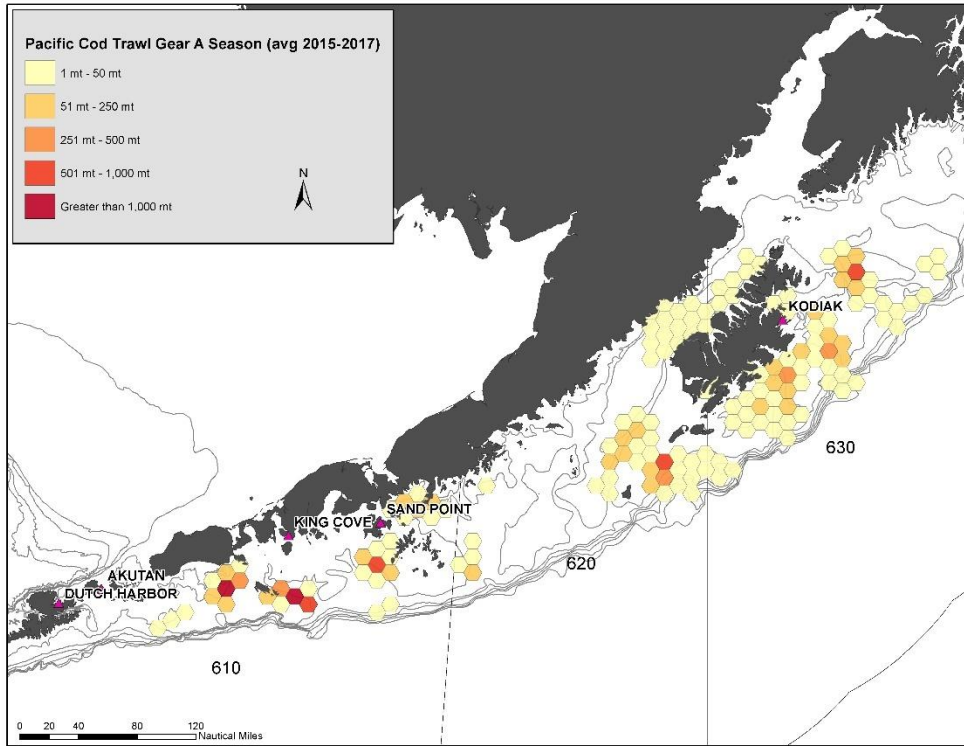 Pacific Cod Trawl Gear A Season (avg 2015-2017)
1 mt - 50 mt
51 mt - 250 mt
251 mt - 500 mt
501 mt - 1,000 mt
Greater than 1,000 mt
N
KODIAK
630
SAND POINT
KING COVE
620
AKUTAN
DUTCH HARBOR
610
0 20 40 80 120
Nautical Miles